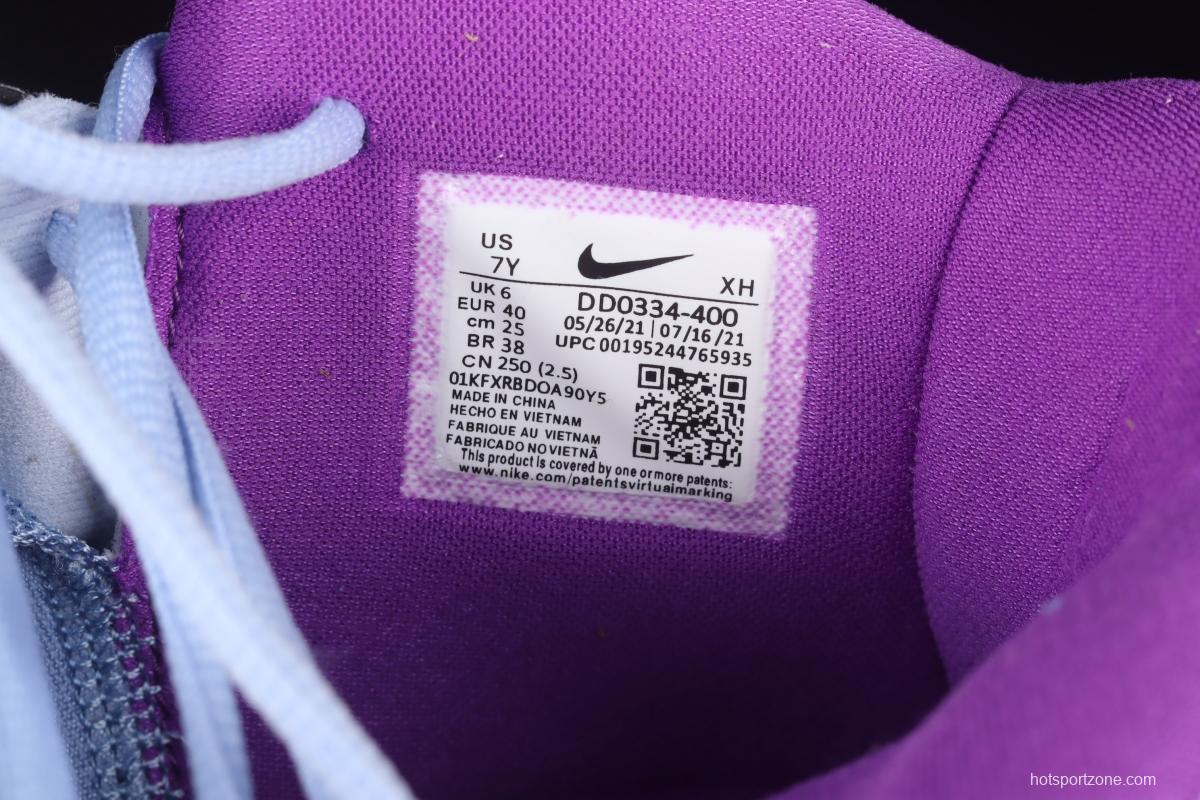 US
7Y
XH
UK 6
EUR 40
cm 25
BR 38
CN 250 (2.5)
DD0334-400
05/26/21 | 07/16/21
UPC 00195244765935
01KFXRBDOA90Y5
MADE IN CHINA
HECHO EN VIETNAM
FABRIQUE AU VIETNAM
FABRICADO NO VIETNÃ
This product is covered by one or more patents:
www.nike.com/patentsvirtualmarking
hotsportzone.com